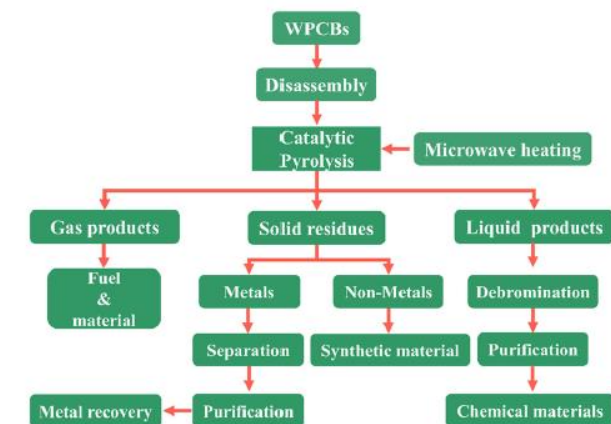 WPCBs
Disassembly
Catalytic
Pyrolysis
Microwave heating
Gas products
Solid residues
Liquid products
Fuel
&
material
Metals
Non-Metals
Debromination
Separation
Synthetic material
Purification
Metal recovery
Purification
Chemical materials